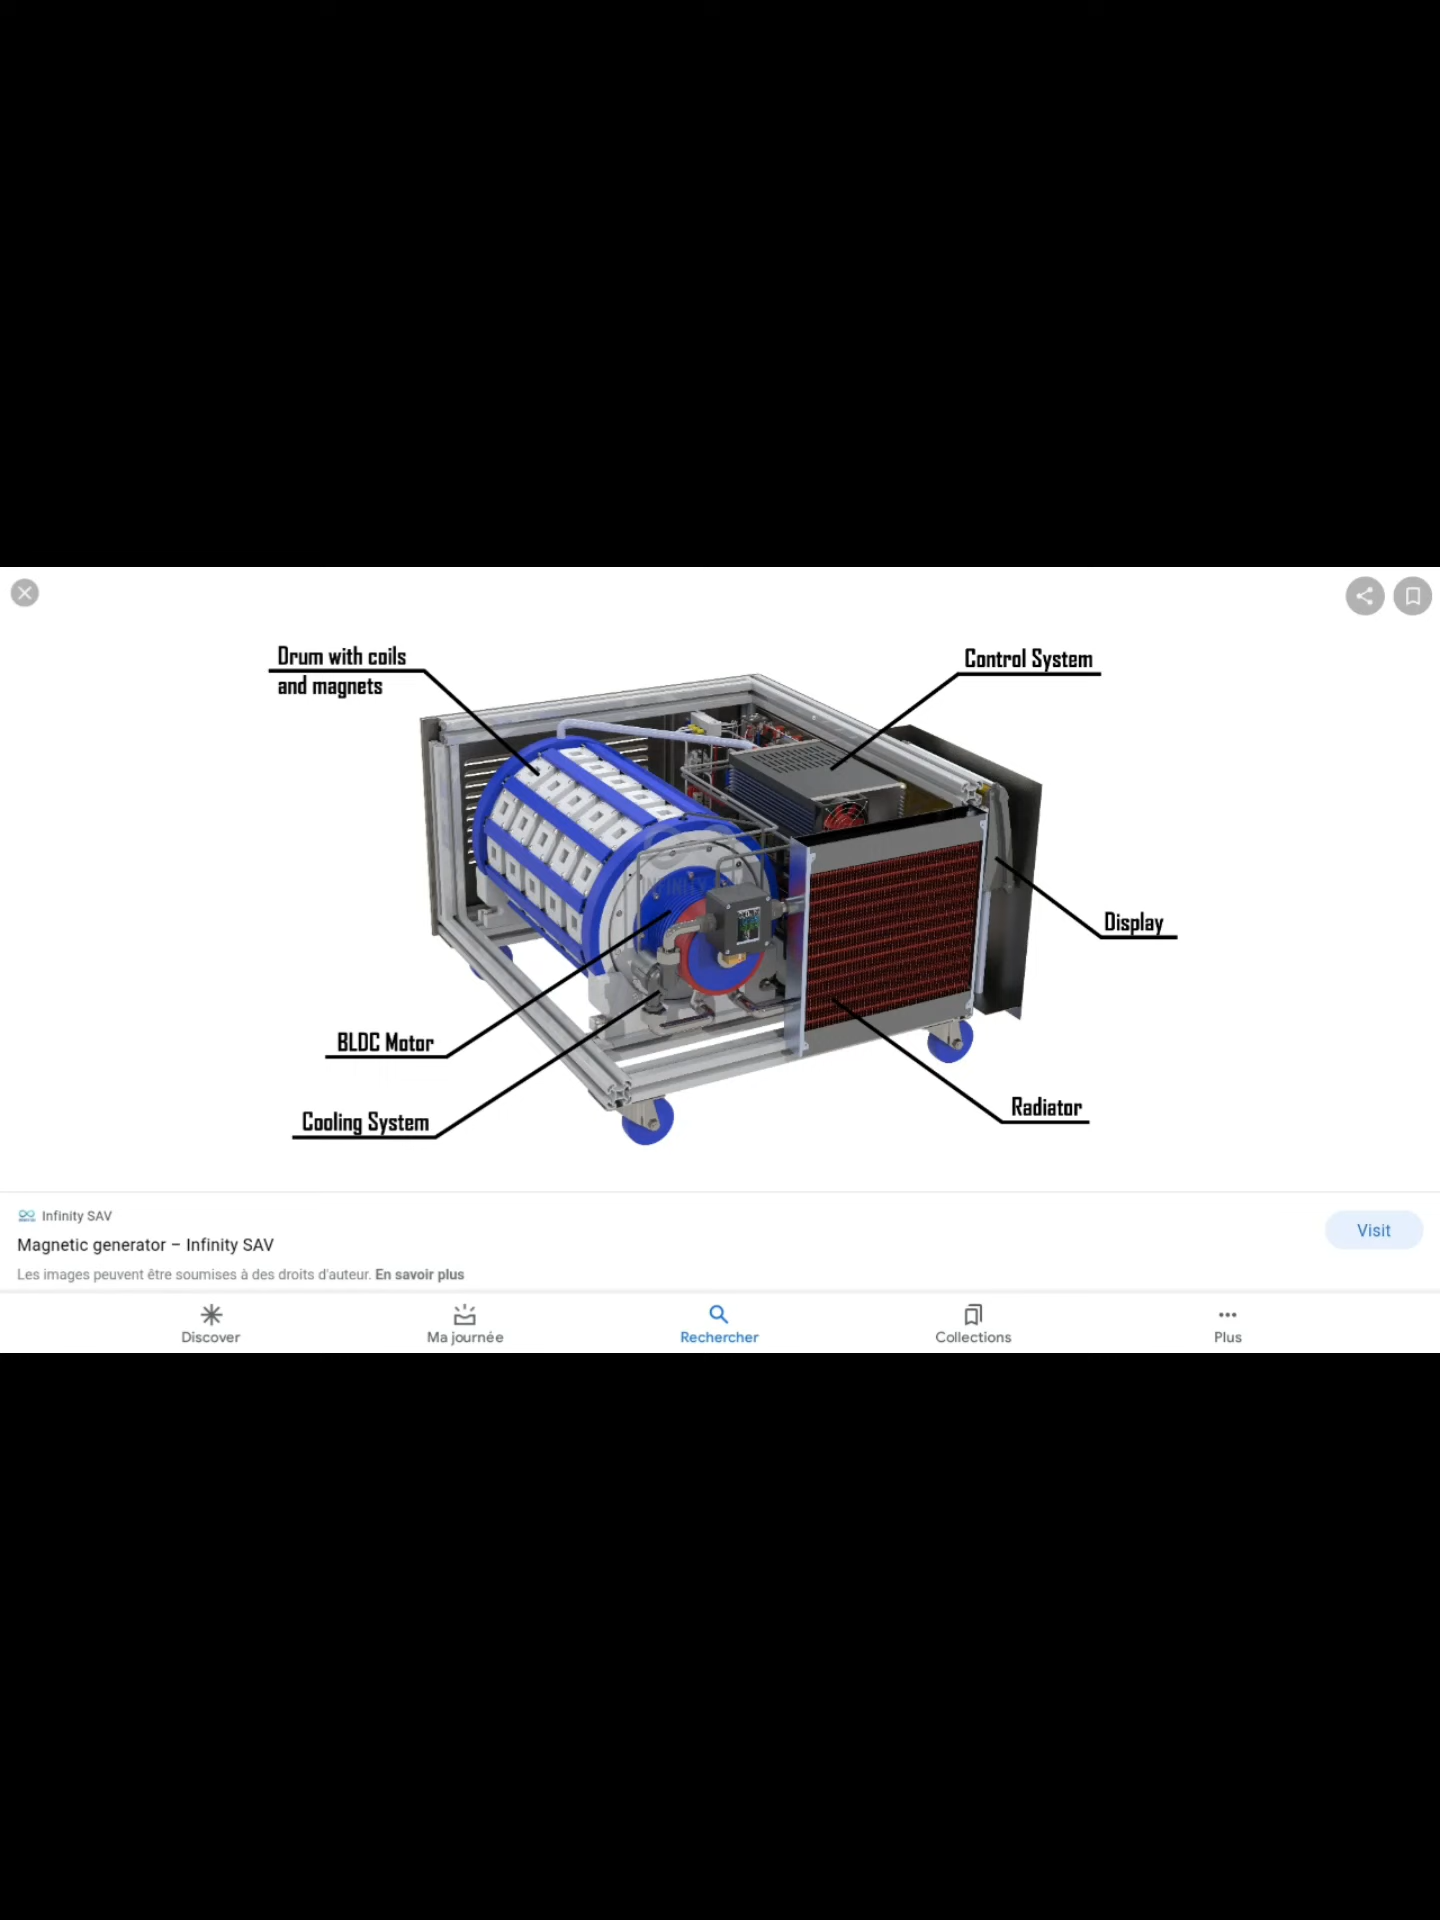 Drum with coils
and magnets
Control System
INFINITY
Display
BLDC Motor
Radiator
Cooling System
Infinity SAV
Magnetic generator – Infinity SAV
Visit
Les images peuvent être soumises à des droits d'auteur. En savoir plus
Discover
Ma journée
Rechercher
Collections
Plus